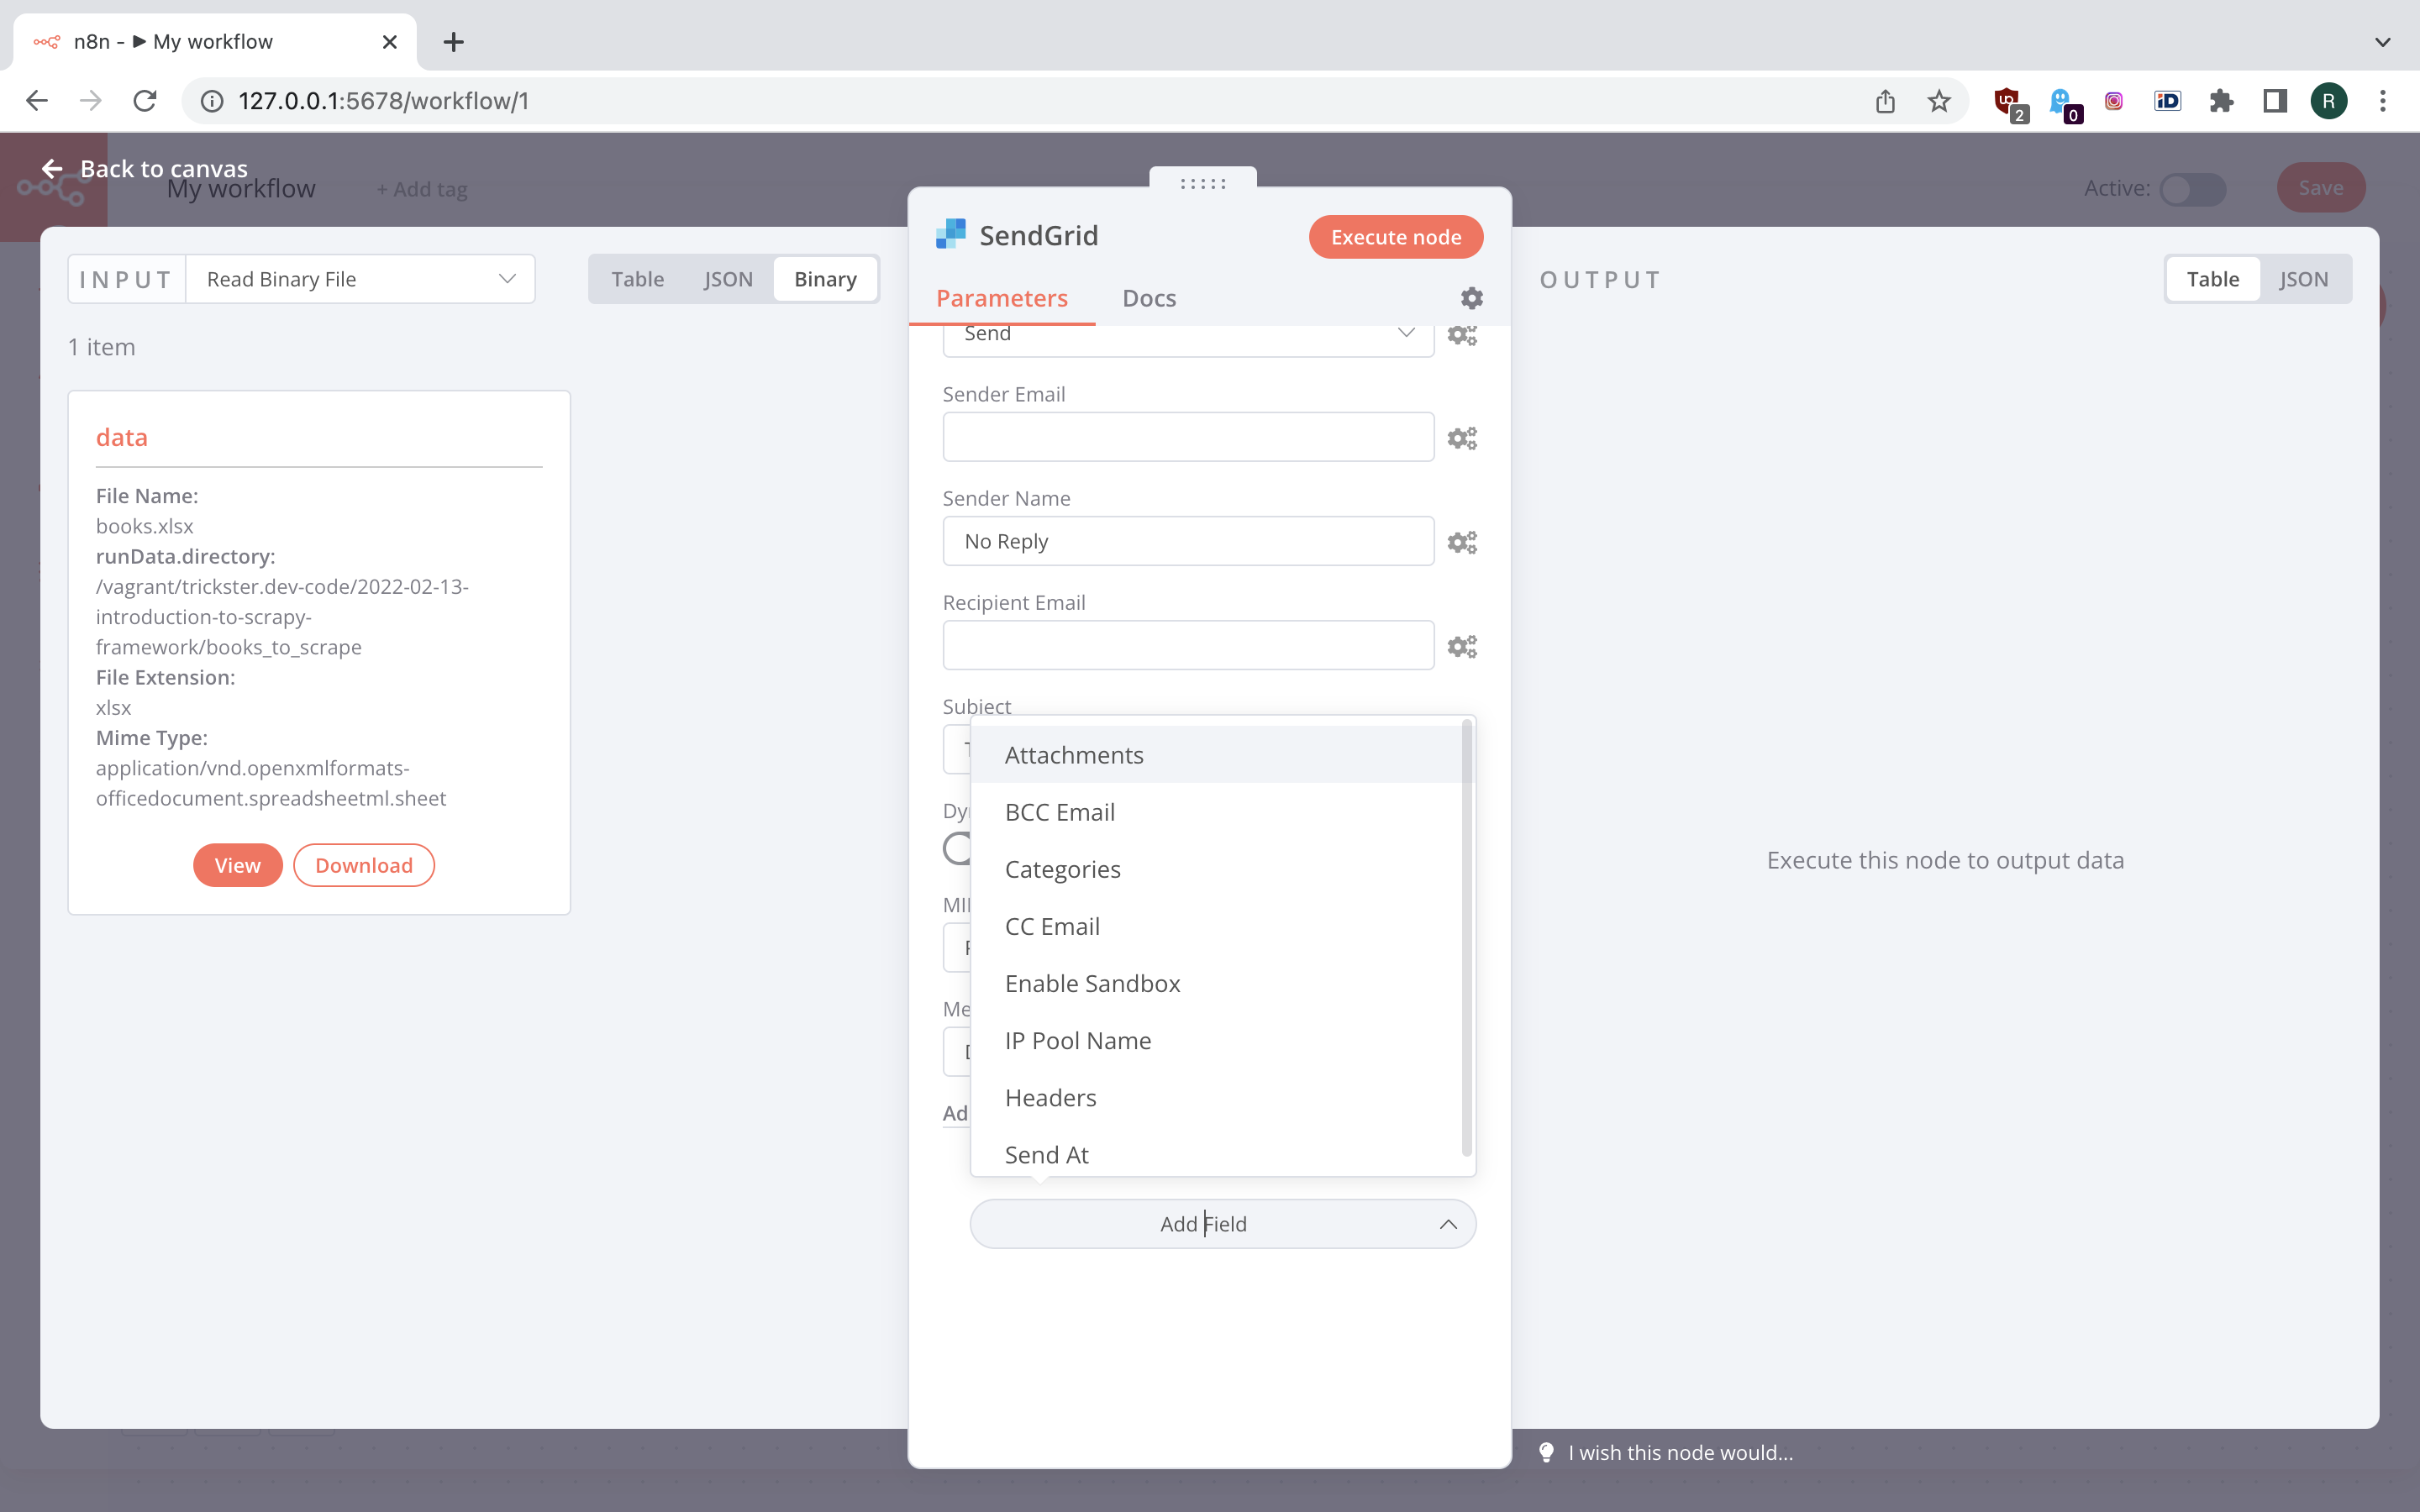 n8n - ▶ My workflow
127.0.0.1:5678/workflow/1
2
0
iD
R
Back to canvas
My workflow
+ Add tag
Active:
Save
SendGrid
Execute node
INPUT
Read Binary File
Table
JSON
Binary
Parameters
Docs
OUTPUT
Table
JSON
1 item
Send
data
File Name:
books.xlsx
runData.directory:
/vagrant/trickster.dev-code/2022-02-13-
introduction-to-scrapy-
framework/books_to_scrape
File Extension:
xlsx
Mime Type:
application/vnd.openxmlformats-
officedocument.spreadsheetml.sheet
View
Download
Sender Email
Sender Name
No Reply
Recipient Email
Subject
Attachments
BCC Email
Categories
CC Email
Enable Sandbox
IP Pool Name
Headers
Send At
Add Field
Execute this node to output data
I wish this node would...